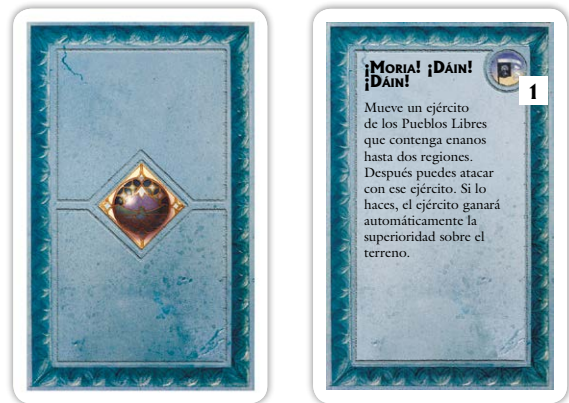 ¡Moria! ¡Dáin!
¡Dáin!
1
Mueve un ejército
de los Pueblos Libres
que contenga enanos
hasta dos regiones.
Después puedes atacar
con ese ejército. Si lo
haces, el ejército ganará
automáticamente la
superioridad sobre el
terreno.